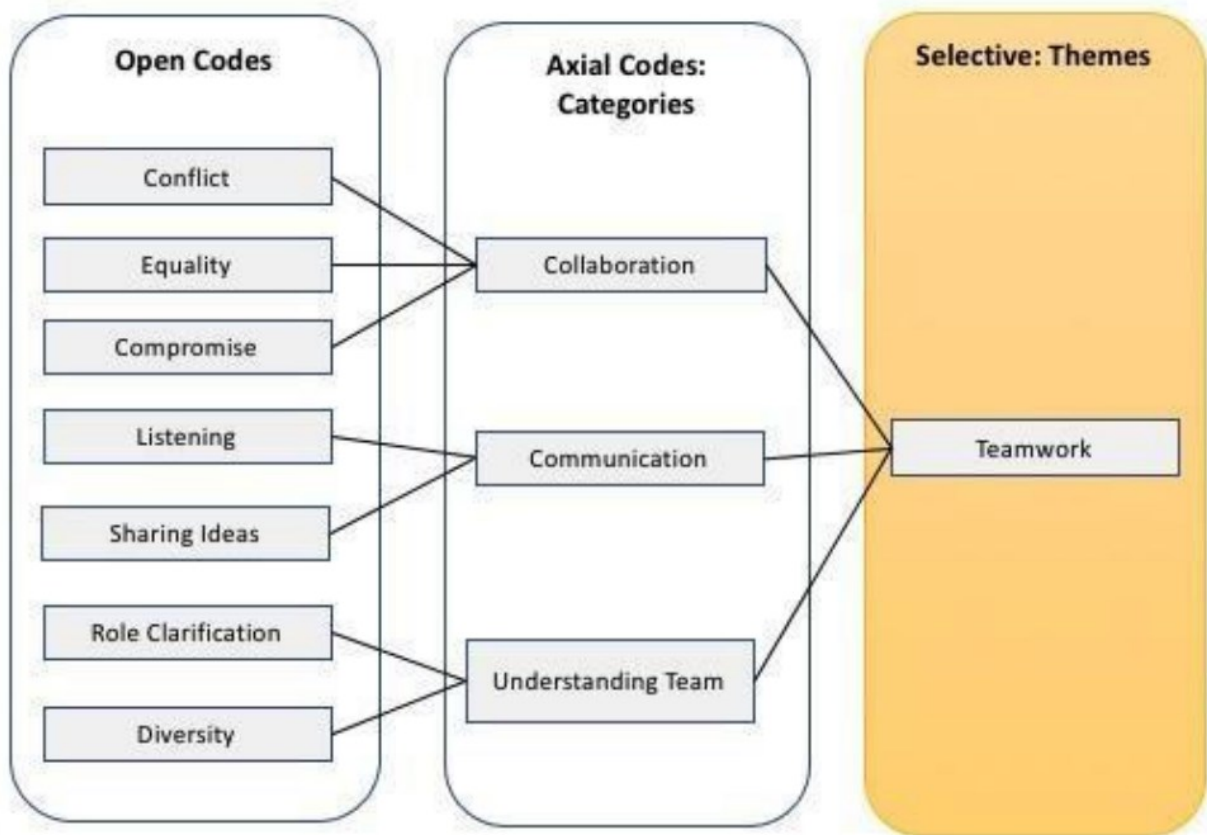 Open Codes
Conflict
Equality
Compromise
Listening
Sharing Ideas
Role Clarification
Diversity
Axial Codes:
Categories
Collaboration
Communication
Understanding Team
Selective: Themes
Teamwork